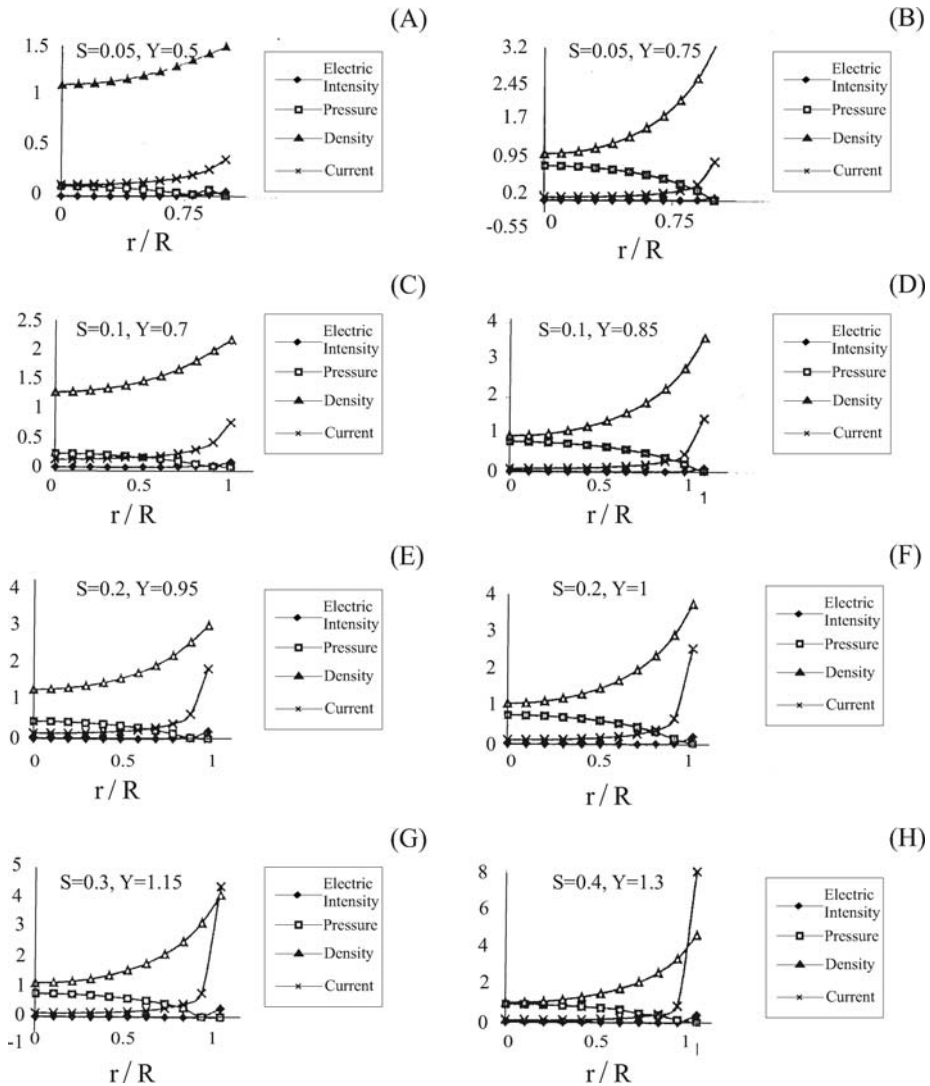 (A)
S=0.05, Y=0.5
1.5
1
0.5
0
0
0.75
r / R
Electric
Intensity
Pressure
Density
Current
(B)
S=0.05, Y=0.75
3.2
2.45
1.7
0.95
0.2
-0.55
0
0.75
r / R
Electric
Intensity
Pressure
Density
Current
(C)
S=0.1, Y=0.7
2.5
2
1.5
1
0.5
0
0
0.5
1
r / R
Electric
Intensity
Pressure
Density
Current
(D)
S=0.1, Y=0.85
4
3
2
1
0
0
0.5
1
1
r / R
Electric
Intensity
Pressure
Density
Current
(E)
S=0.2, Y=0.95
4
3
2
1
0
0
0.5
1
r / R
Electric
Intensity
Pressure
Density
Current
(F)
S=0.2, Y=1
4
3
2
1
0
0
0.5
1
r / R
Electric
Intensity
Pressure
Density
Current
(G)
S=0.3, Y=1.15
5
4
3
2
1
0
-1
0
0.5
1
r / R
Electric
Intensity
Pressure
Density
Current
(H)
S=0.4, Y=1.3
8
6
4
2
0
0
0.5
1
r / R
Electric
Intensity
Pressure
Density
Current